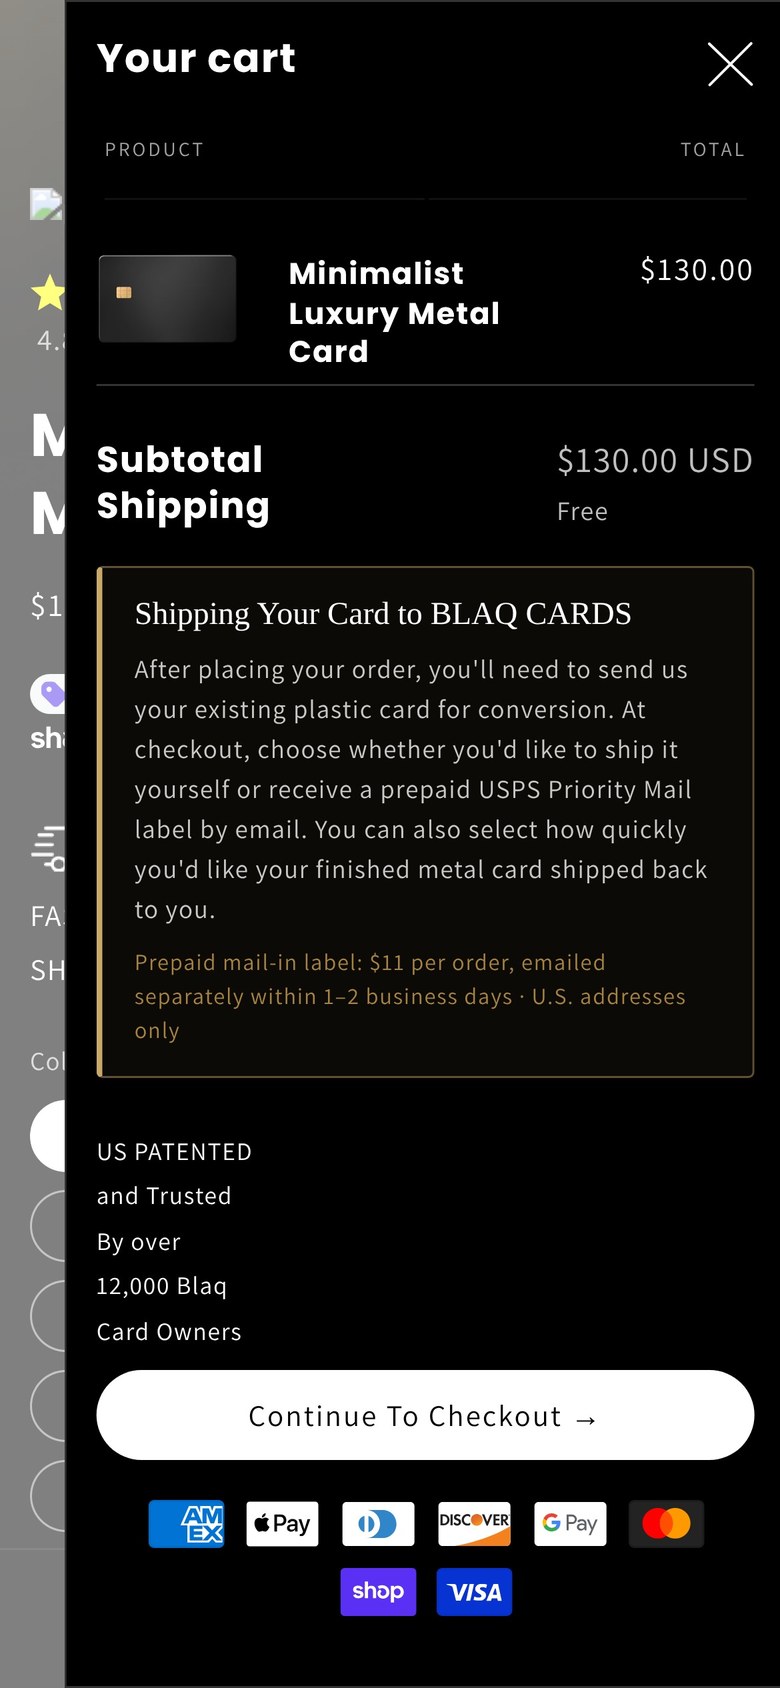 Your cart
PRODUCT
TOTAL
Minimalist
Luxury Metal
Card
$130.00
Subtotal
$130.00 USD
Shipping
Free
Shipping Your Card to BLAQ CARDS
After placing your order, you'll need to send us
your existing plastic card for conversion. At
checkout, choose whether you'd like to ship it
yourself or receive a prepaid USPS Priority Mail
label by email. You can also select how quickly
you'd like your finished metal card shipped back
to you.
Prepaid mail-in label: $11 per order, emailed
separately within 1–2 business days · U.S. addresses
only
US PATENTED
and Trusted
By over
12,000 Blaq
Card Owners
Continue To Checkout →
AMEX
Pay
DISCOVER
G Pay
shop
VISA